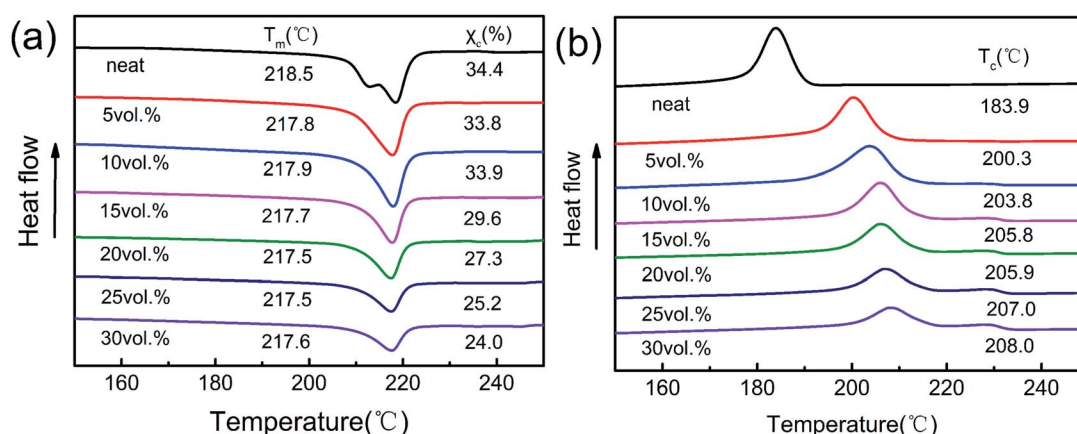 (a)
T_m(℃) χ_c(%)
neat 218.5 34.4
5vol.% 217.8 33.8
10vol.% 217.9 33.9
15vol.% 217.7 29.6
20vol.% 217.5 27.3
25vol.% 217.5 25.2
30vol.% 217.6 24.0
Heat flow
160 180 200 220 240
Temperature(℃)
(b)
T_c(℃)
neat 183.9
5vol.% 200.3
10vol.% 203.8
15vol.% 205.8
20vol.% 205.9
25vol.% 207.0
30vol.% 208.0
Heat flow
160 180 200 220 240
Temperature(℃)